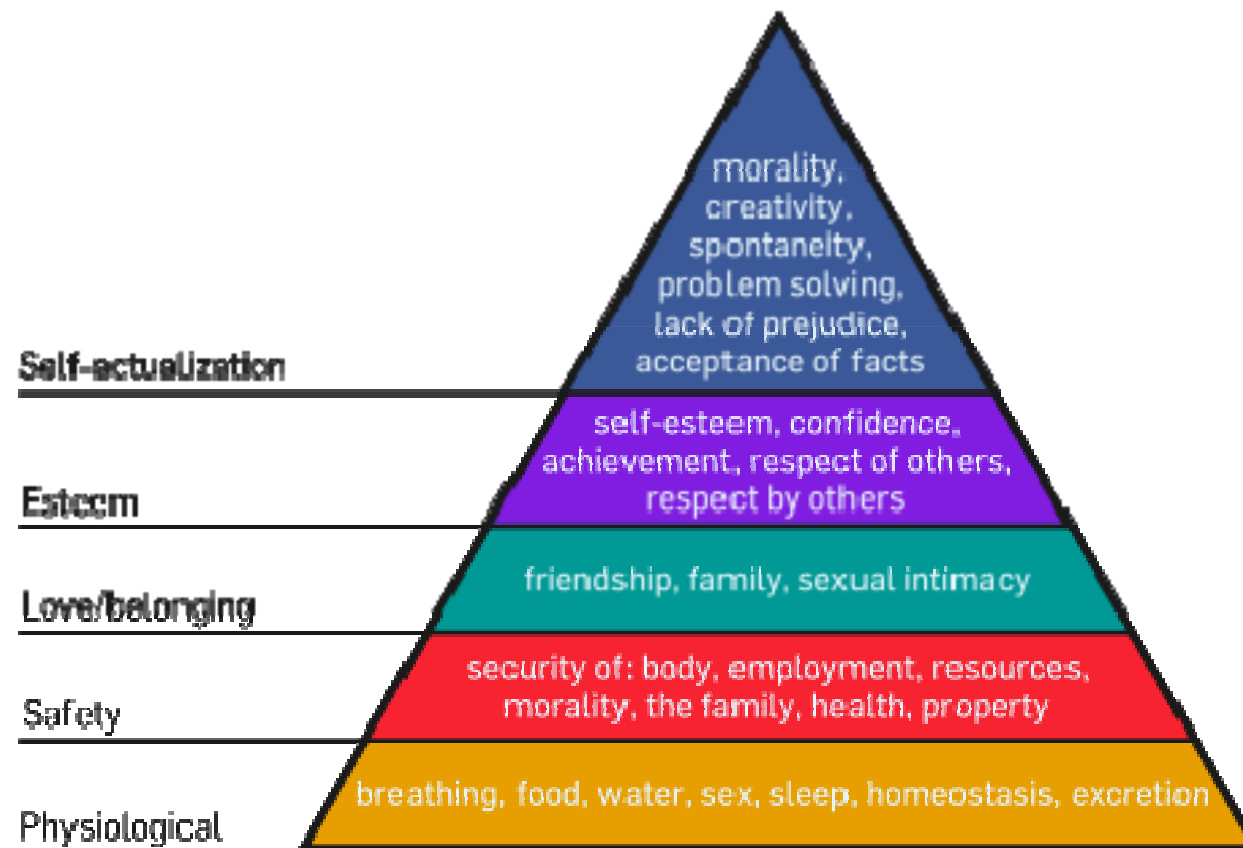 morality,
creativity,
spontaneity,
problem solving,
lack of prejudice,
acceptance of facts
Self-actualization
self-esteem, confidence,
achievement, respect of others,
respect by others
Esteem
friendship, family, sexual intimacy
Love/belonging
security of: body, employment, resources,
morality, the family, health, property
Safety
breathing, food, water, sex, sleep, homeostasis, excretion
Physiological